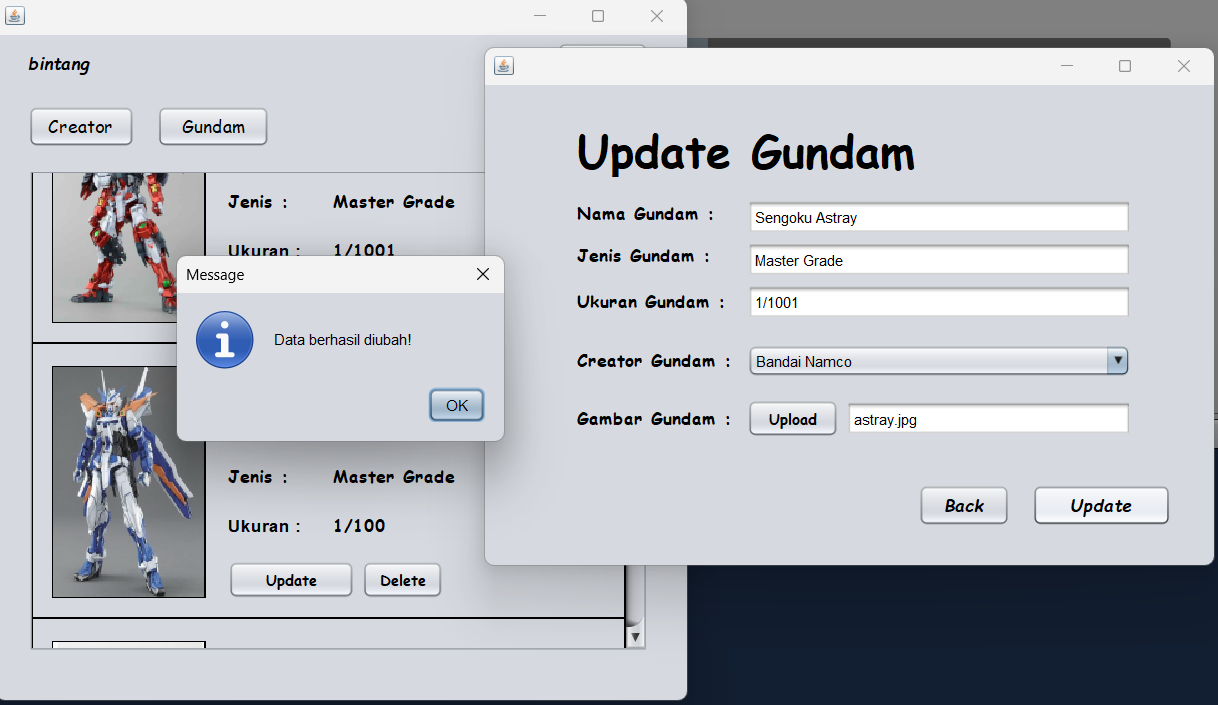 bintang
Creator
Gundam
Jenis :
Master Grade
Ukuran :
1/1001
Message
Data berhasil diubah!
OK
Jenis :
Master Grade
Ukuran :
1/100
Update
Delete
Update Gundam
Nama Gundam :
Sengoku Astray
Jenis Gundam :
Master Grade
Ukuran Gundam :
1/1001
Creator Gundam :
Bandai Namco
Gambar Gundam :
Upload
astray.jpg
Back
Update